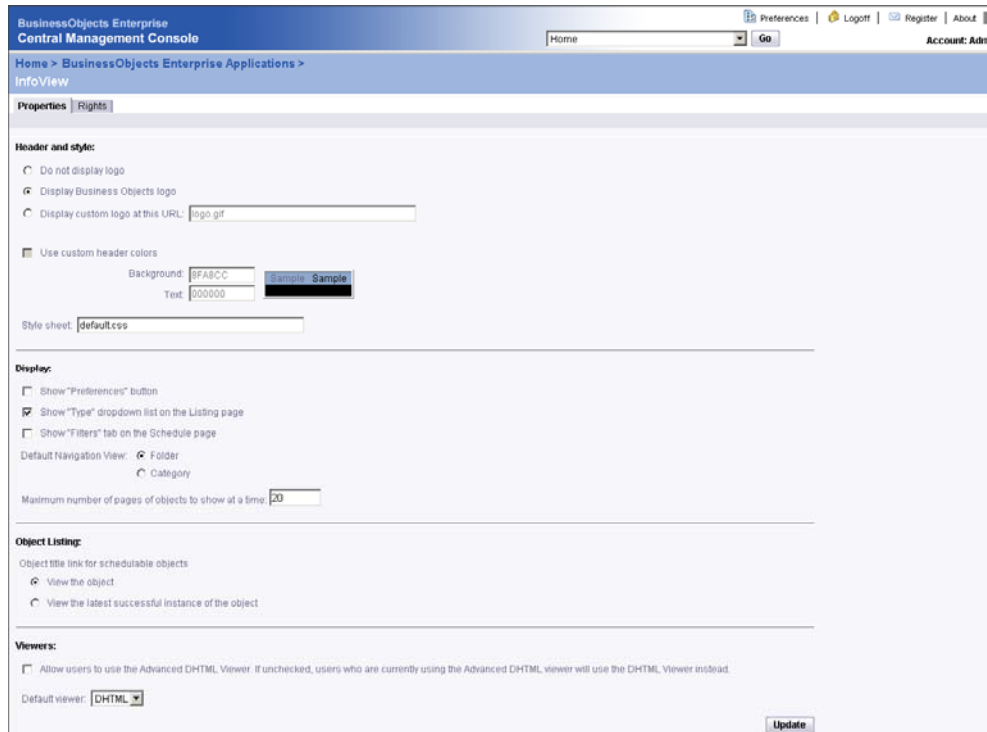 BusinessObjects Enterprise
Central Management Console
Preferences | Logoff | Register | About
Home Go
Account:
Home > BusinessObjects Enterprise Applications >
InfoView
Properties Rights
Header and style:
Do not display logo
Display Business Objects logo
Display custom logo at this URL: logo.gif
Use custom header colors
Background: 8FA8CC Sample Sample
Text: 000000
Style sheet: default.css
Display:
Show "Preferences" button
Show "Type" dropdown list on the Listing page
Show "Filters" tab on the Schedule page
Default Navigation View: Folder
Category
Maximum number of pages of objects to show at a time: 20
Object Listing:
Object title link for schedulable objects
View the object
View the latest successful instance of the object
Viewers:
Allow users to use the Advanced DHTML Viewer. If unchecked, users who are currently using the Advanced DHTML viewer will use the DHTML Viewer instead.
Default viewer: DHTML
Update